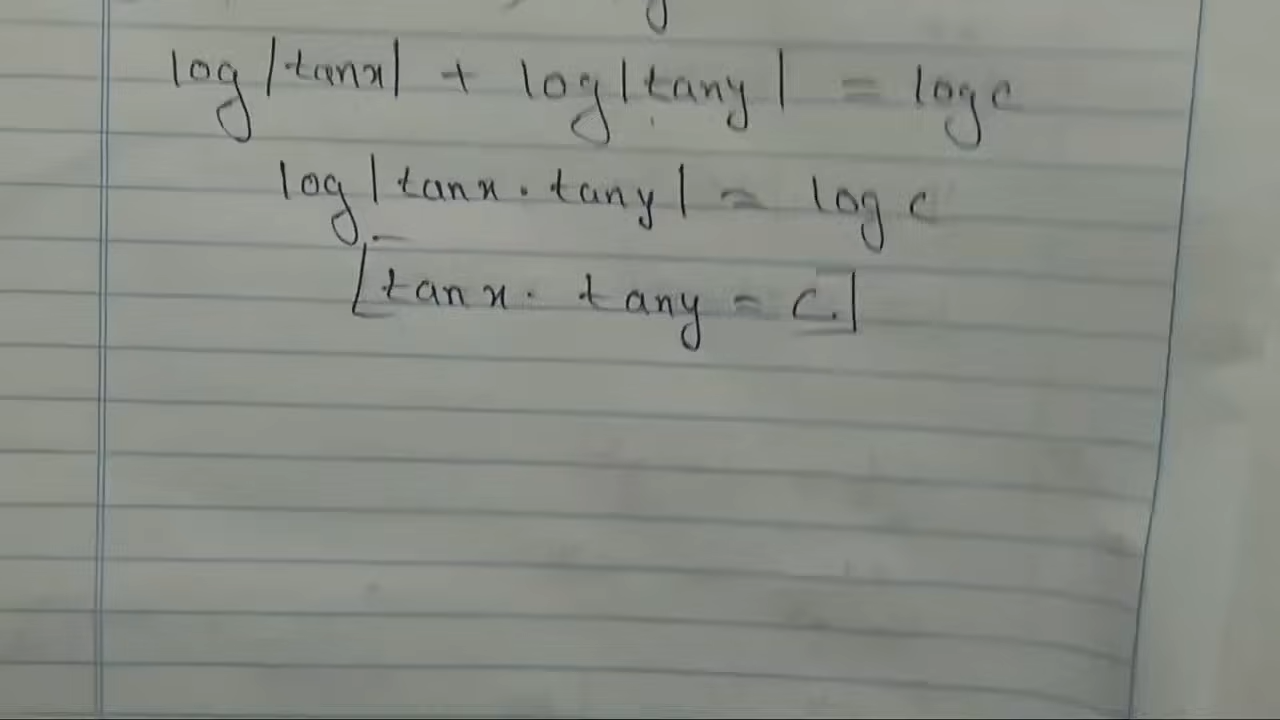 log |tanx| + log |tany| = logc
log |tanx · tany| = log c
tanx · tany = c.